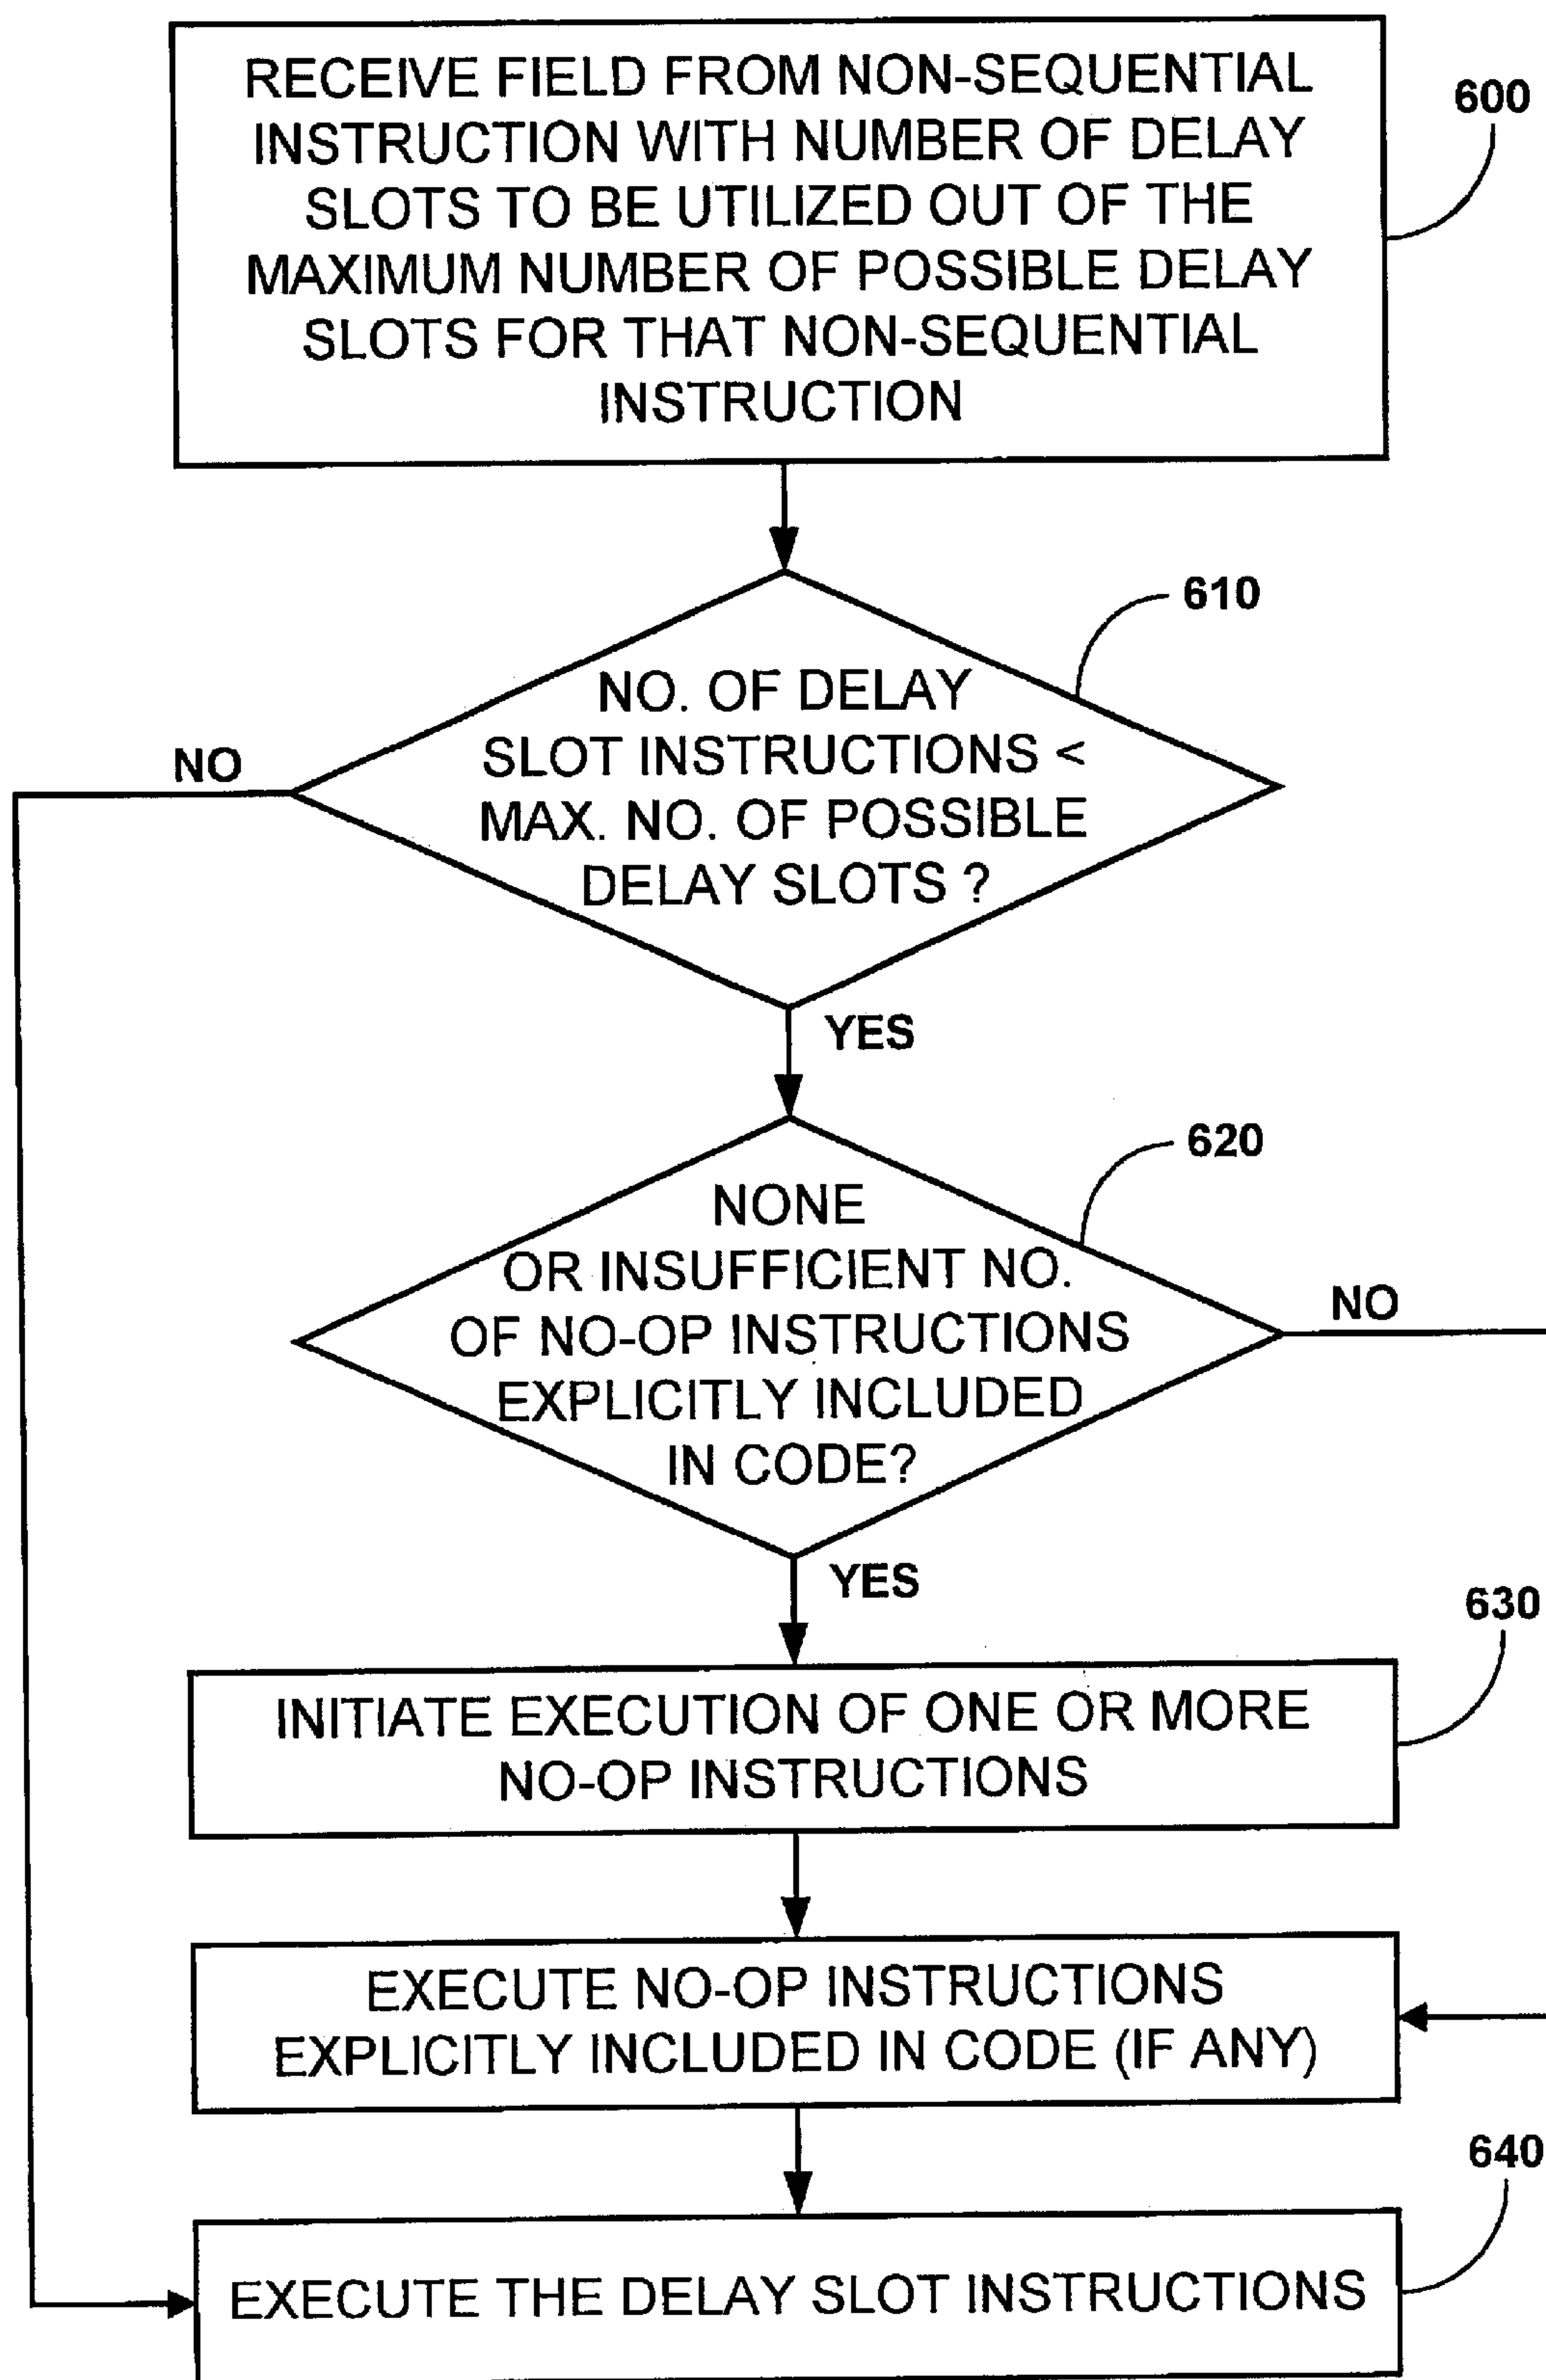 RECEIVE FIELD FROM NON-SEQUENTIAL
INSTRUCTION WITH NUMBER OF DELAY
SLOTS TO BE UTILIZED OUT OF THE
MAXIMUM NUMBER OF POSSIBLE DELAY
SLOTS FOR THAT NON-SEQUENTIAL
INSTRUCTION
600
610
NO. OF DELAY
SLOT INSTRUCTIONS <
MAX. NO. OF POSSIBLE
DELAY SLOTS ?
NO
YES
620
NONE
OR INSUFFICIENT NO.
OF NO-OP INSTRUCTIONS
EXPLICITLY INCLUDED
IN CODE?
NO
YES
630
INITIATE EXECUTION OF ONE OR MORE
NO-OP INSTRUCTIONS
EXECUTE NO-OP INSTRUCTIONS
EXPLICITLY INCLUDED IN CODE (IF ANY)
640
EXECUTE THE DELAY SLOT INSTRUCTIONS